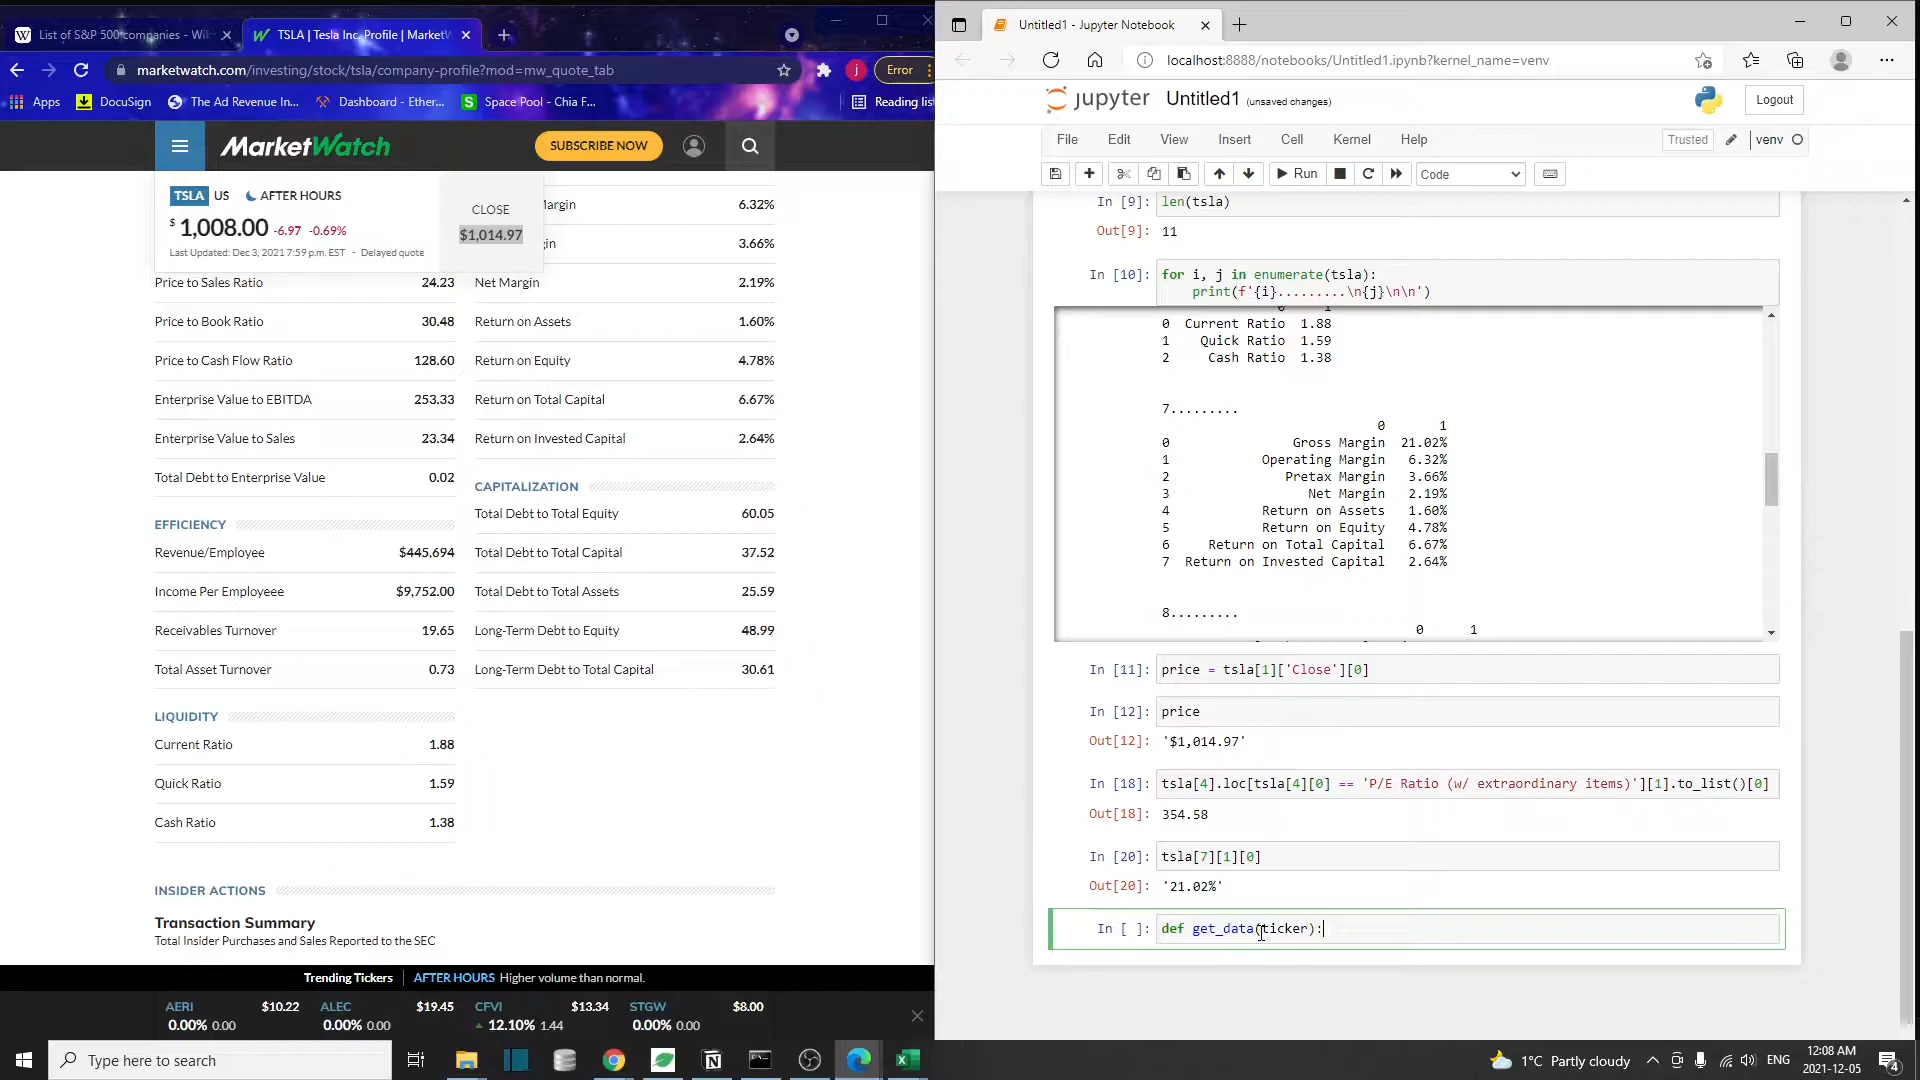 List of S&P 500 companies - Wik
TSLA | Tesla Inc. Profile | MarketW
marketwatch.com/investing/stock/tsla/company-profile?mod=mw_quote_tab
j
Error
Apps
DocuSign
The Ad Revenue In...
Dashboard - Ether...
Space Pool - Chia F...
Reading list
MarketWatch
SUBSCRIBE NOW
TSLA US AFTER HOURS
$ 1,008.00 -6.97 -0.69%
Last Updated: Dec 3, 2021 7:59 p.m. EST - Delayed quote
CLOSE
$1,014.97
Price to Sales Ratio 24.23
Price to Book Ratio 30.48
Price to Cash Flow Ratio 128.60
Enterprise Value to EBITDA 253.33
Enterprise Value to Sales 23.34
Total Debt to Enterprise Value 0.02
EFFICIENCY
Revenue/Employee $445,694
Income Per Employeee $9,752.00
Receivables Turnover 19.65
Total Asset Turnover 0.73
LIQUIDITY
Current Ratio 1.88
Quick Ratio 1.59
Cash Ratio 1.38
6.32%
3.66%
Net Margin 2.19%
Return on Assets 1.60%
Return on Equity 4.78%
Return on Total Capital 6.67%
Return on Invested Capital 2.64%
CAPITALIZATION
Total Debt to Total Equity 60.05
Total Debt to Total Capital 37.52
Total Debt to Total Assets 25.59
Long-Term Debt to Equity 48.99
Long-Term Debt to Total Capital 30.61
INSIDER ACTIONS
Transaction Summary
Total Insider Purchases and Sales Reported to the SEC
Trending Tickers | AFTER HOURS Higher volume than normal.
AERI $10.22 ALEC $19.45 CFVI $13.34 STGW $8.00
0.00% 0.00 0.00% 0.00 12.10% 1.44 0.00% 0.00
Untitled1 - Jupyter Notebook
localhost:8888/notebooks/Untitled1.ipynb?kernel_name=venv
jupyter Untitled1 (unsaved changes)
Logout
File Edit View Insert Cell Kernel Help
Trusted
venv
Run
Code
In [9]: len(tsla)
Out[9]: 11
In [10]: for i, j in enumerate(tsla):
print(f'{i}.........\n{j}\n\n')
0 1
0 Current Ratio 1.88
1 Quick Ratio 1.59
2 Cash Ratio 1.38
7.........
0 1
0 Gross Margin 21.02%
1 Operating Margin 6.32%
2 Pretax Margin 3.66%
3 Net Margin 2.19%
4 Return on Assets 1.60%
5 Return on Equity 4.78%
6 Return on Total Capital 6.67%
7 Return on Invested Capital 2.64%
8.........
0 1
In [11]: price = tsla[1]['Close'][0]
In [12]: price
Out[12]: '$1,014.97'
In [18]: tsla[4].loc[tsla[4][0] == 'P/E Ratio (w/ extraordinary items)'][1].to_list()[0]
Out[18]: 354.58
In [20]: tsla[7][1][0]
Out[20]: '21.02%'
In [ ]: def get_data(ticker):
Type here to search
1°C Partly cloudy
ENG
12:08 AM
2021-12-05
4